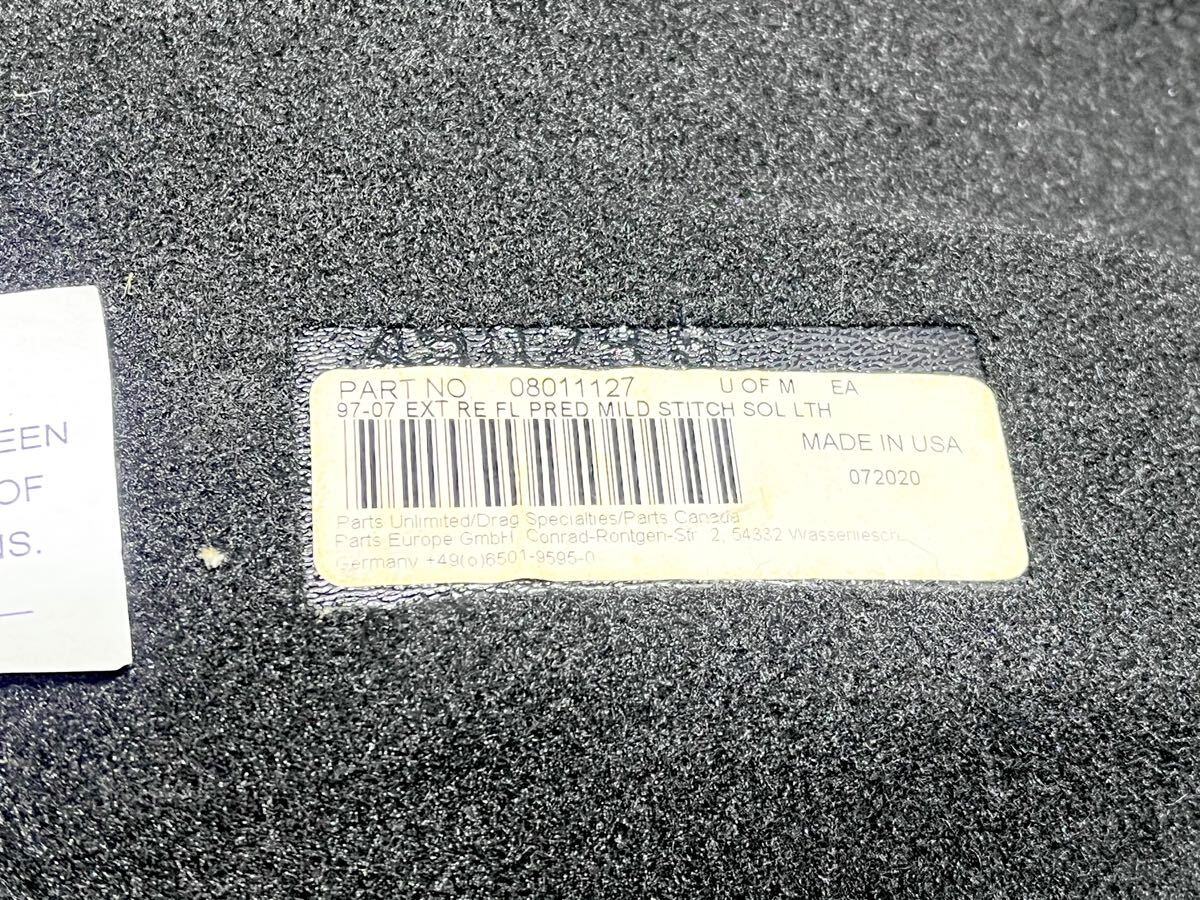 EEN
OF
NS.
PART NO 08011127 U OF M EA
97-07 EXT RE FL PRED MILD STITCH SOL LTH
MADE IN USA
072020
Parts Unlimited/Drag Specialties/Parts Canada
Parts Europe GmbH, Conrad-Rontgen-Str. 2, 54332 Wasserliesch,
Germany +49(o)6501-9595-0